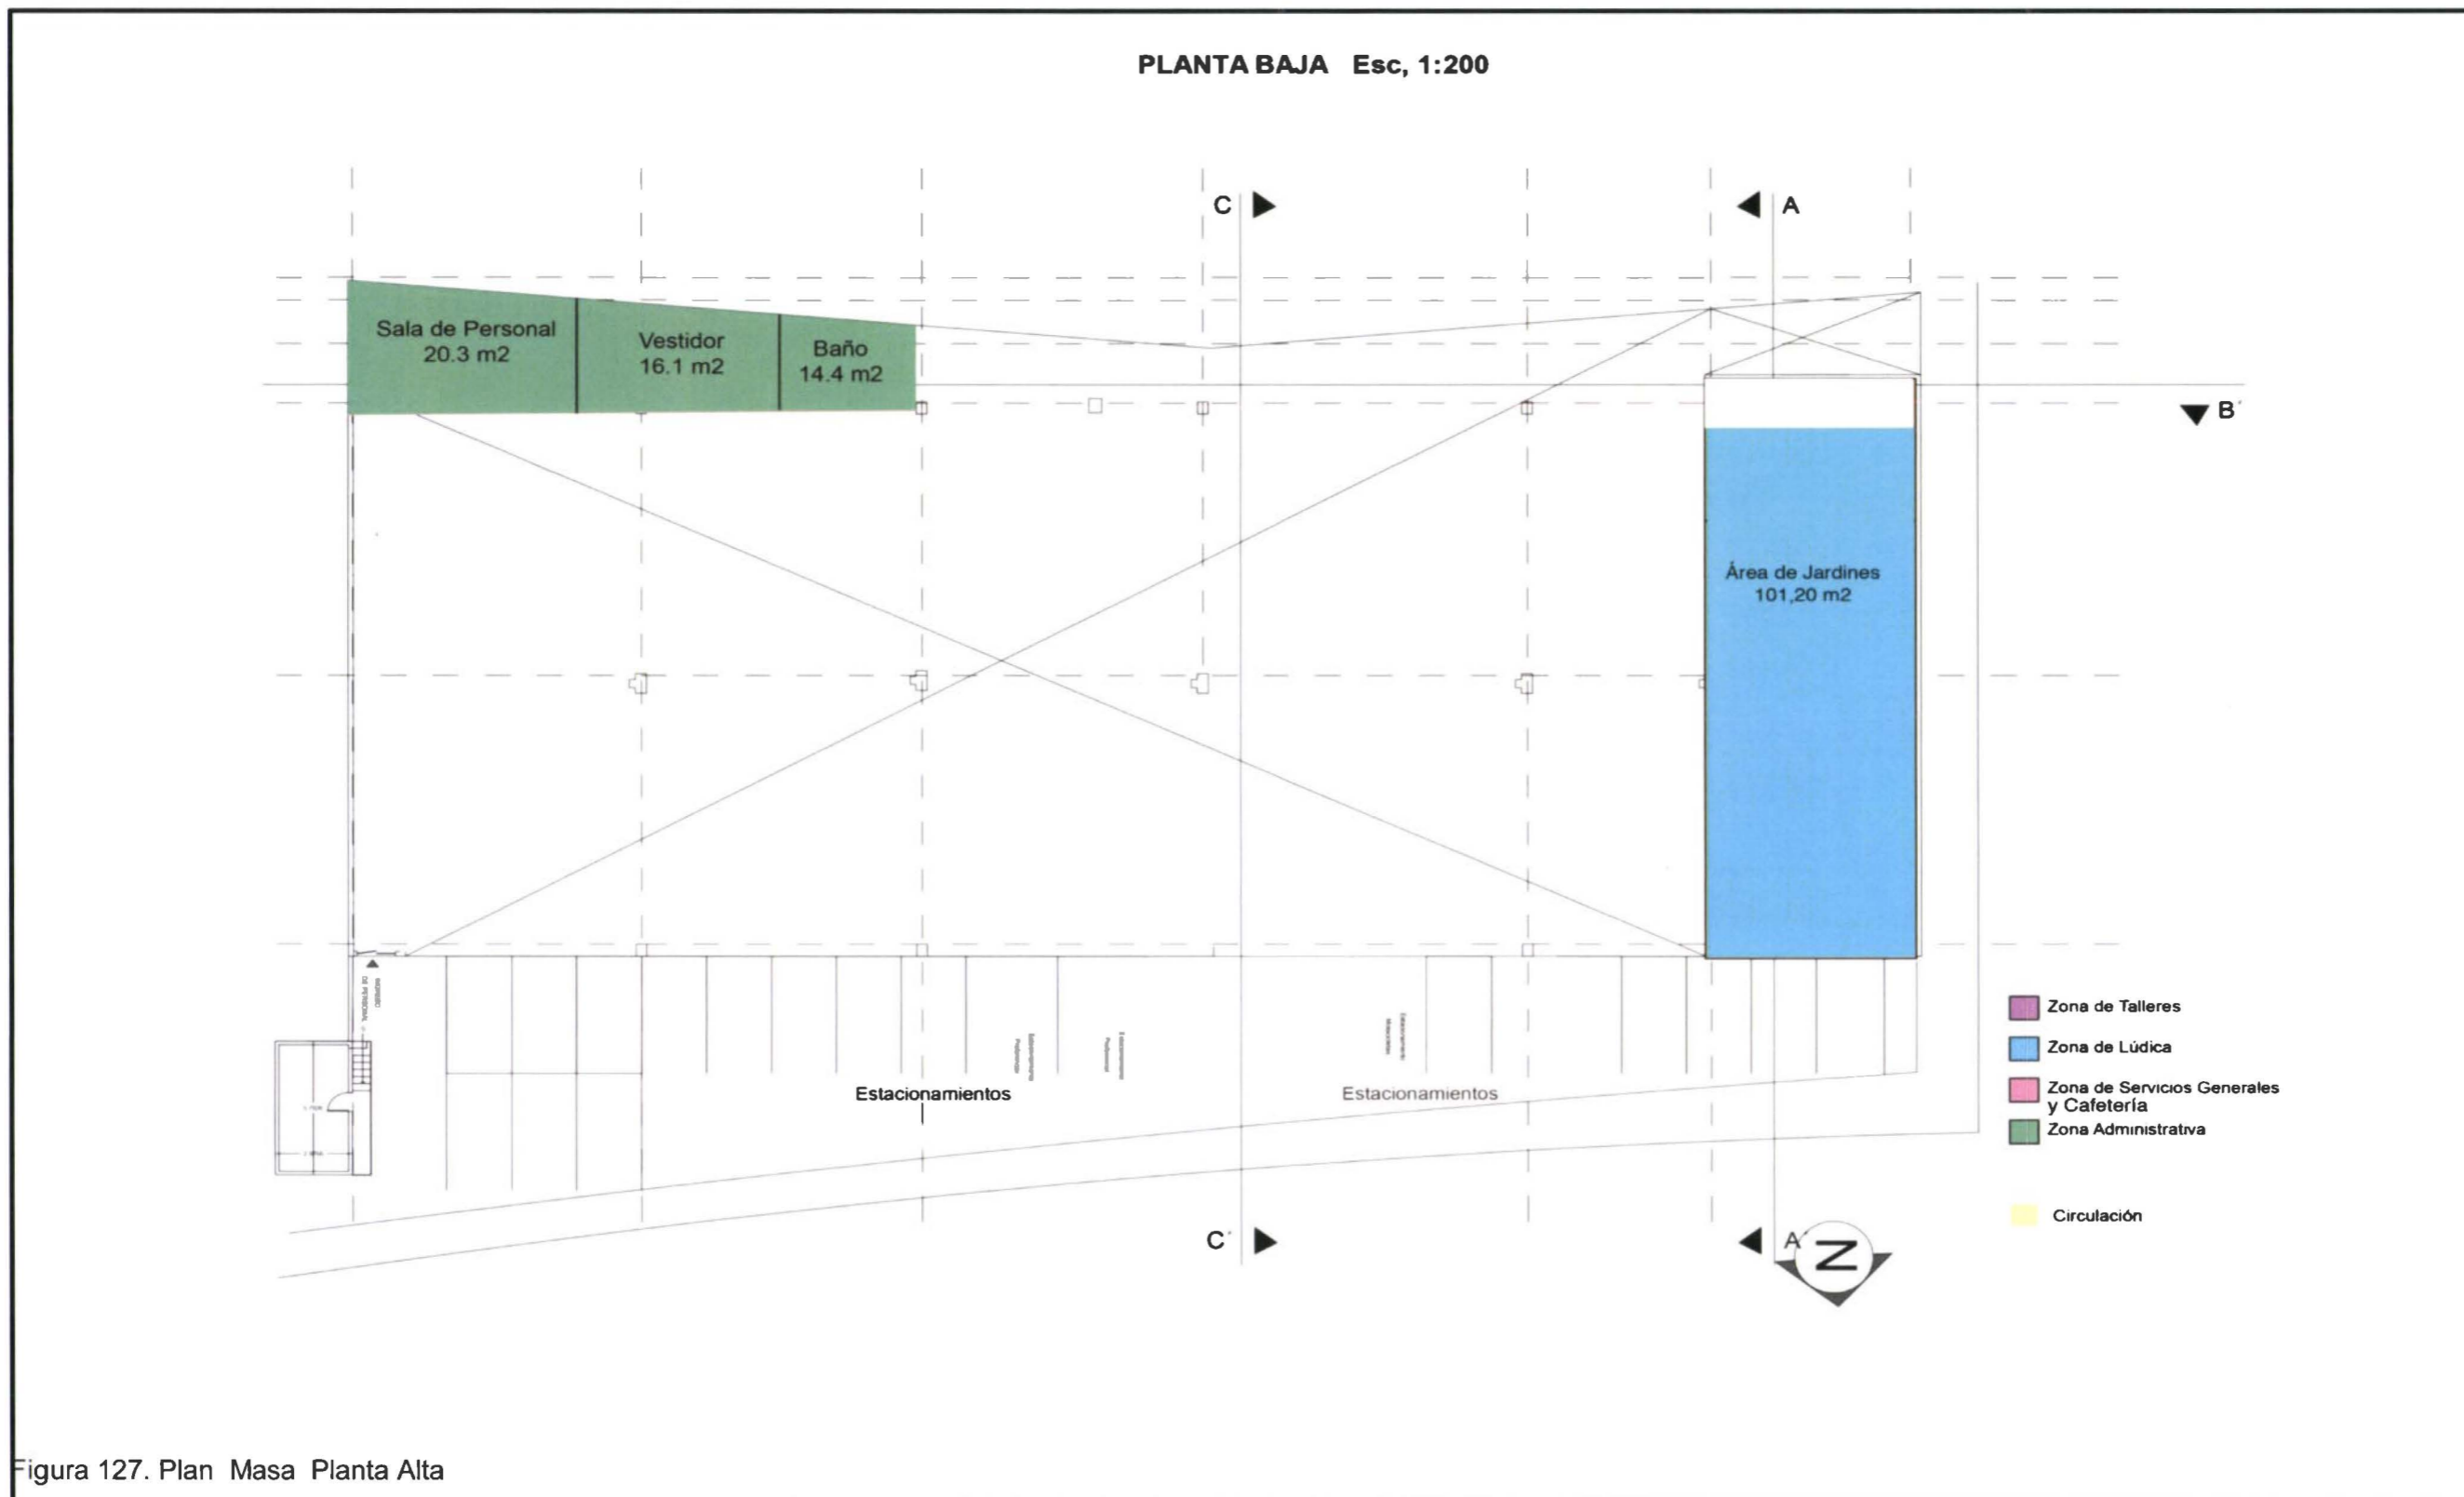 PLANTA BAJA Esc, 1:200
C
A
Sala de Personal
20.3 m2
Vestidor
16.1 m2
Baño
14.4 m2
B´
Área de Jardines
101,20 m2
Zona de Talleres
Zona de Lúdica
Zona de Servicios Generales
y Cafetería
Zona Administrativa
Circulación
Estacionamientos
Estacionamientos
C´
A´
N
Figura 127. Plan Masa Planta Alta